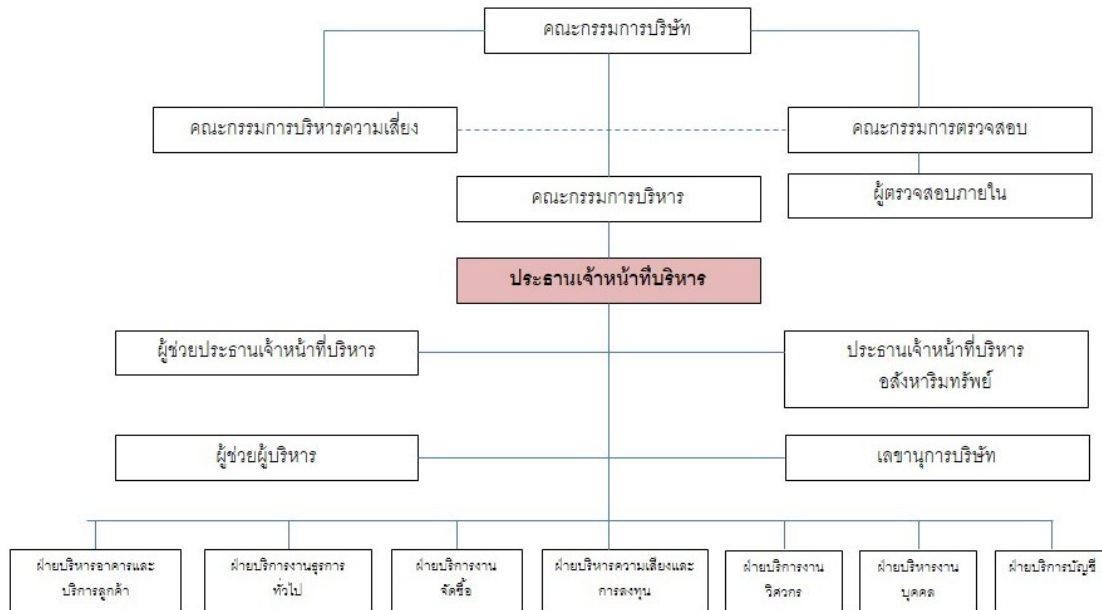 คณะกรรมการบริษัท
คณะกรรมการบริหารความเสี่ยง
คณะกรรมการตรวจสอบ
คณะกรรมการบริหาร
ผู้ตรวจสอบภายใน
ประธานเจ้าหน้าที่บริหาร
ผู้ช่วยประธานเจ้าหน้าที่บริหาร
ประธานเจ้าหน้าที่บริหาร
อสังหาริมทรัพย์
ผู้ช่วยผู้บริหาร
เลขานุการบริษัท
ฝ่ายบริหารอาคารและ
บริการลูกค้า
ฝ่ายบริการงานธุรการ
ทั่วไป
ฝ่ายบริการงาน
จัดซื้อ
ฝ่ายบริหารความเสี่ยงและ
การลงทุน
ฝ่ายบริการงาน
วิศวกร
ฝ่ายบริหารงาน
บุคคล
ฝ่ายบริการบัญชี